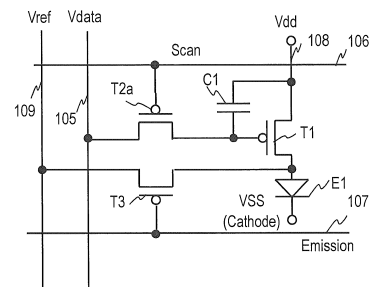 Vref Vdata Vdd
Scan 108 106
T2a C1
109 105 T1
T3 VSS E1
(Cathode) 107
Emission